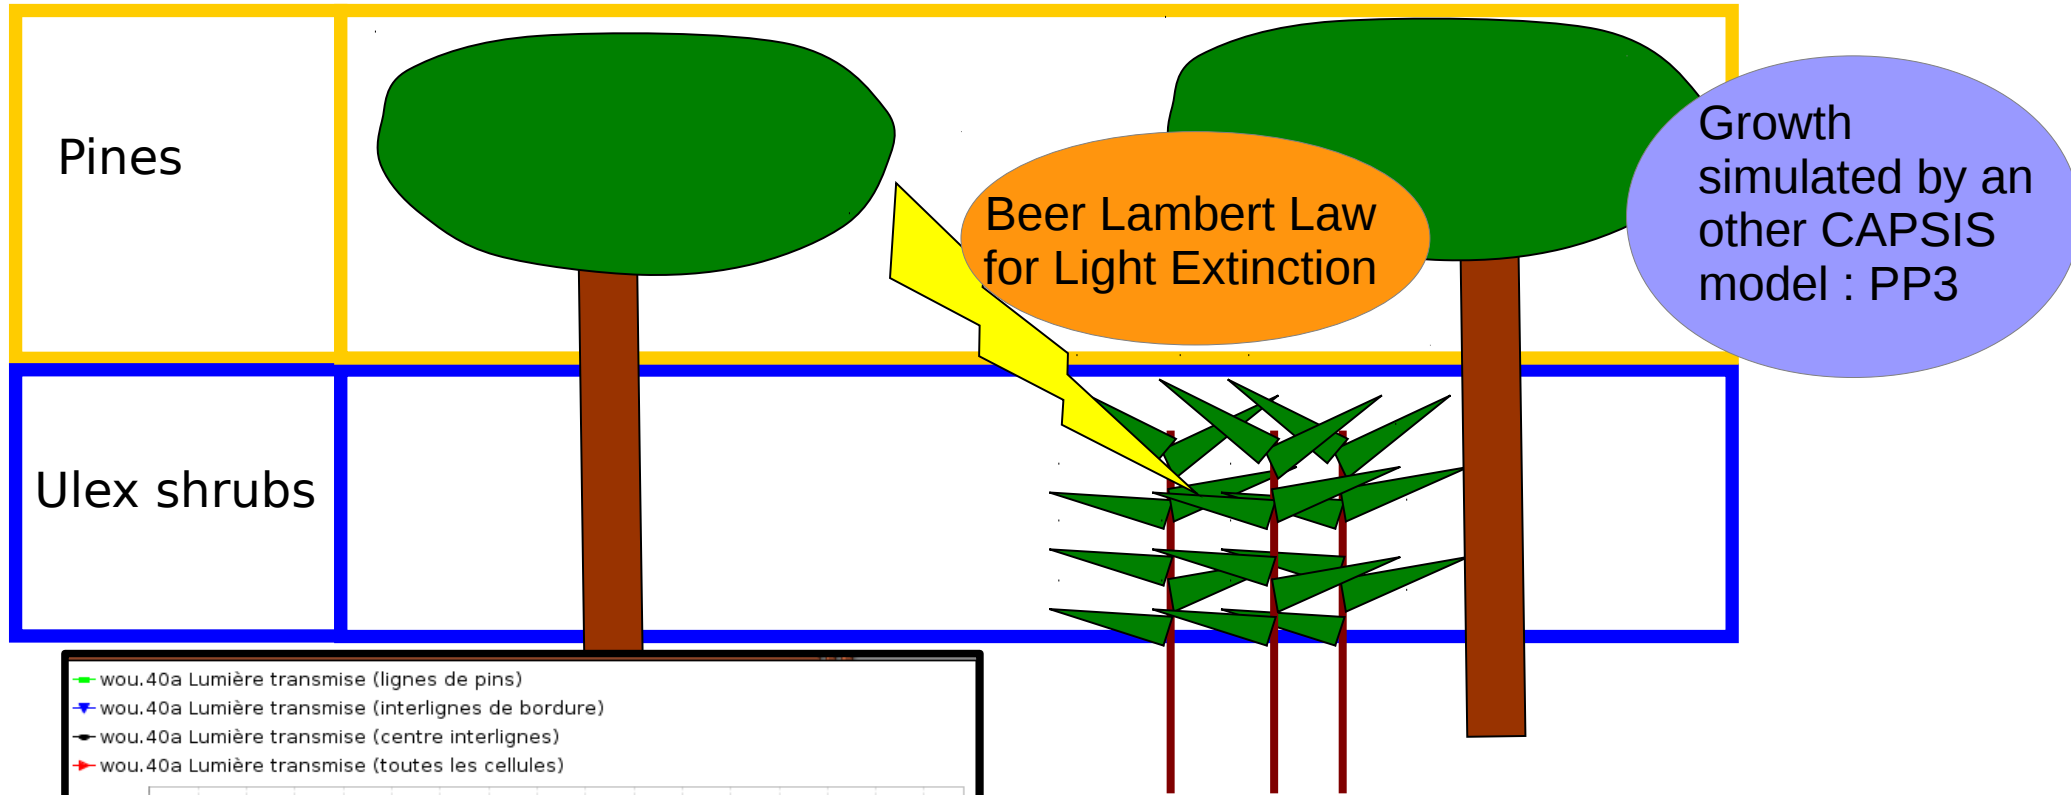 Pines
Beer Lambert Law
for Light Extinction
Growth
simulated by an
other CAPSIS
model : PP3
Ulex shrubs
wou.40a Lumière transmise (lignes de pins)
wou.40a Lumière transmise (interlignes de bordure)
wou.40a Lumière transmise (centre interlignes)
wou.40a Lumière transmise (toutes les cellules)